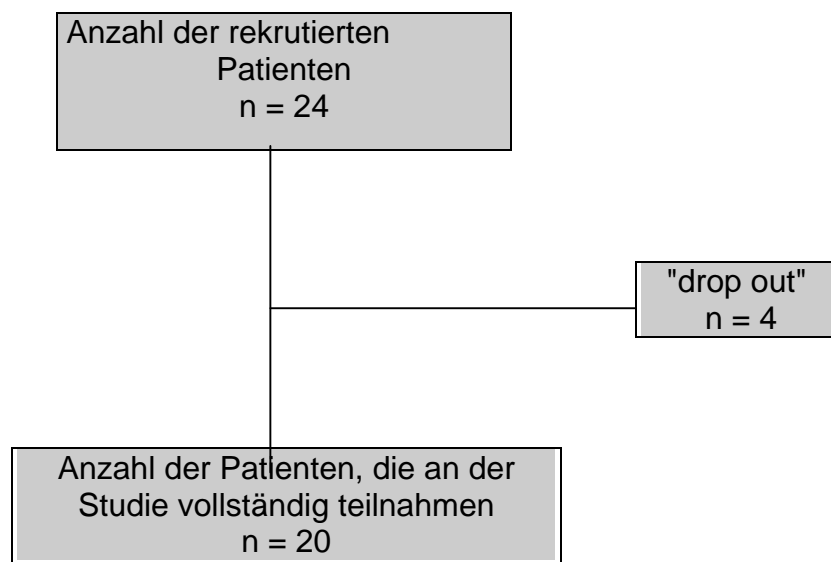 Anzahl der rekrutierten
Patienten
n = 24
"drop out"
n = 4
Anzahl der Patienten, die an der
Studie vollständig teilnahmen
n = 20